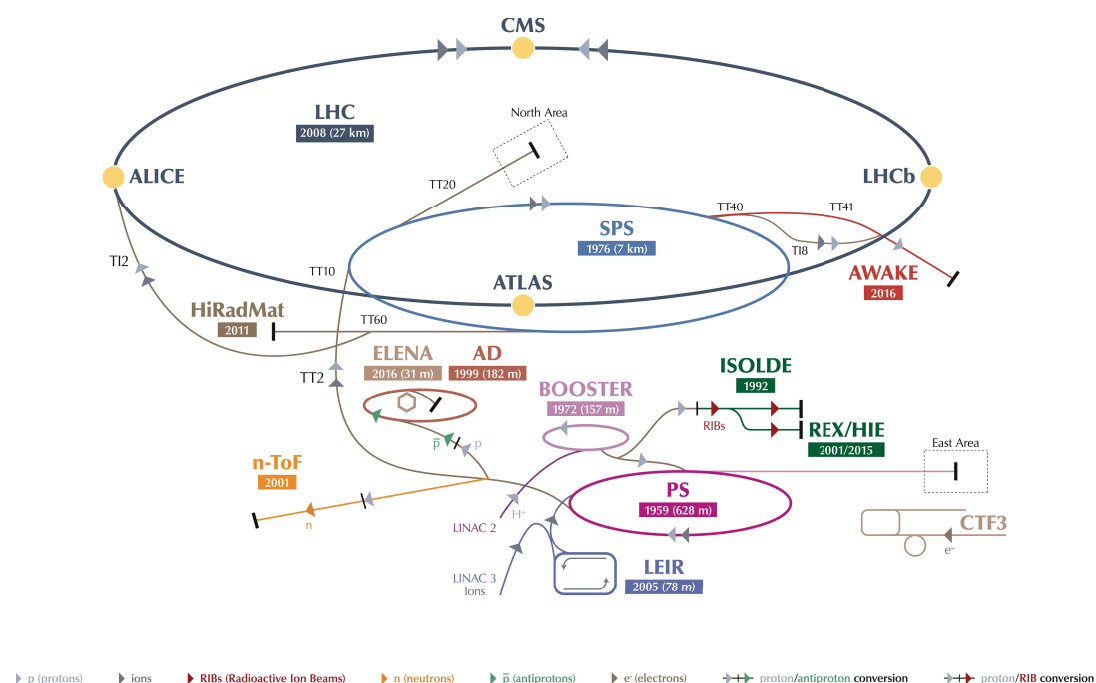 CMS
LHC
2008 (27 km)
North Area
ALICE
LHCb
TT20
TT40
TT41
SPS
1976 (7 km)
TI8
TI2
TT10
ATLAS
AWAKE
2016
HiRadMat
2011
TT60
ELENA
2016 (31 m)
AD
1999 (182 m)
TT2
ISOLDE
1992
BOOSTER
1972 (157 m)
RIBs
REX/HIE
2001/2015
p̅
p
East Area
n-ToF
2001
PS
1959 (628 m)
n
H⁺
LINAC 2
CTF3
e⁻
LINAC 3
Ions
LEIR
2005 (78 m)
p (protons)
ions
RIBs (Radioactive Ion Beams)
n (neutrons)
p̅ (antiprotons)
e⁻ (electrons)
proton/antiproton conversion
proton/RIB conversion